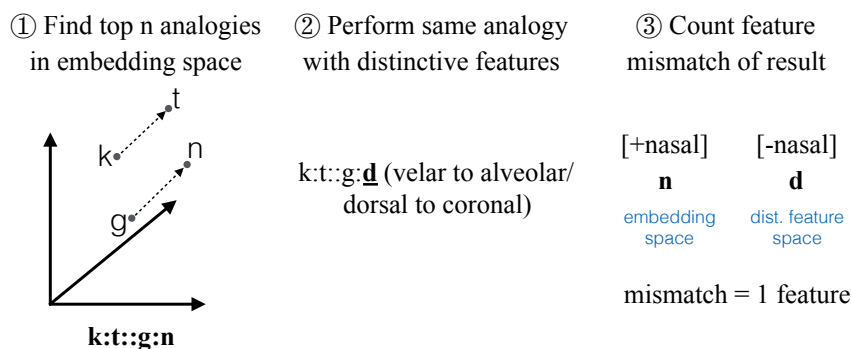 ① Find top n analogies
in embedding space
t
k
n
g
k:t::g:n
② Perform same analogy
with distinctive features
k:t::g:d (velar to alveolar/
dorsal to coronal)
③ Count feature
mismatch of result
[+nasal] [-nasal]
n d
embedding space
dist. feature space
mismatch = 1 feature